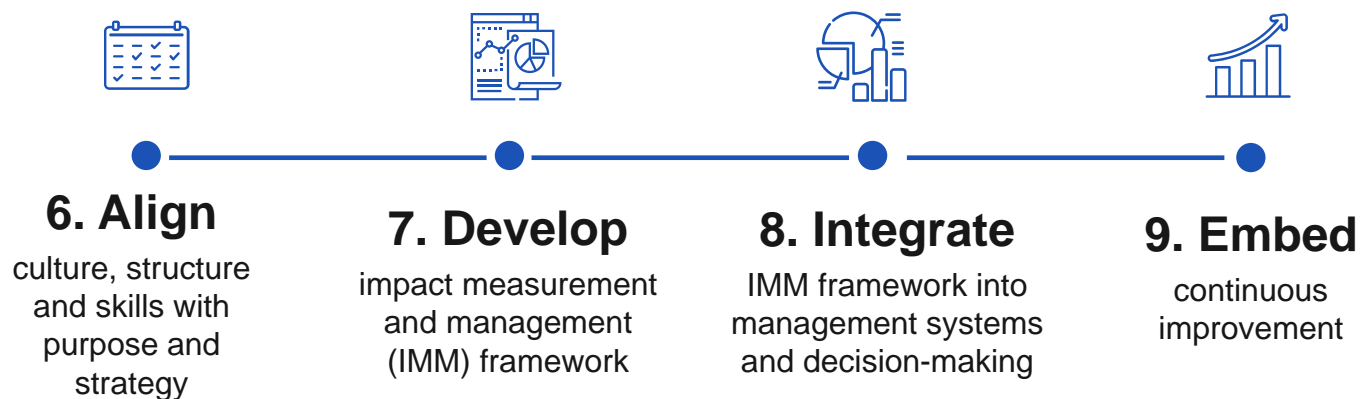 6. Align
culture, structure
and skills with
purpose and
strategy
7. Develop
impact measurement
and management
(IMM) framework
8. Integrate
IMM framework into
management systems
and decision-making
9. Embed
continuous
improvement